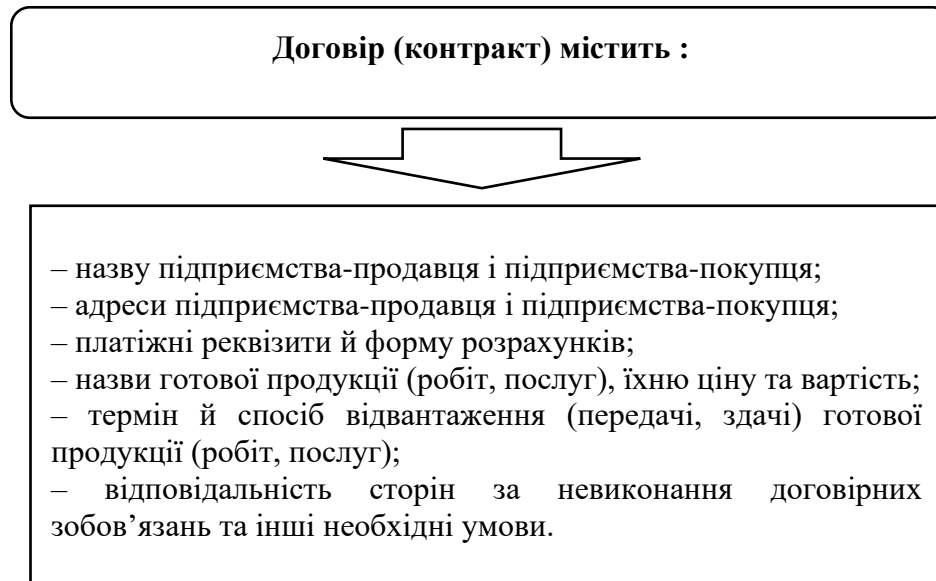 Договір (контракт) містить :
– назву підприємства-продавця і підприємства-покупця;
– адреси підприємства-продавця і підприємства-покупця;
– платіжні реквізити й форму розрахунків;
– назви готової продукції (робіт, послуг), їхню ціну та вартість;
– термін й спосіб відвантаження (передачі, здачі) готової
продукції (робіт, послуг);
– відповідальність сторін за невиконання договірних
зобов’язань та інші необхідні умови.